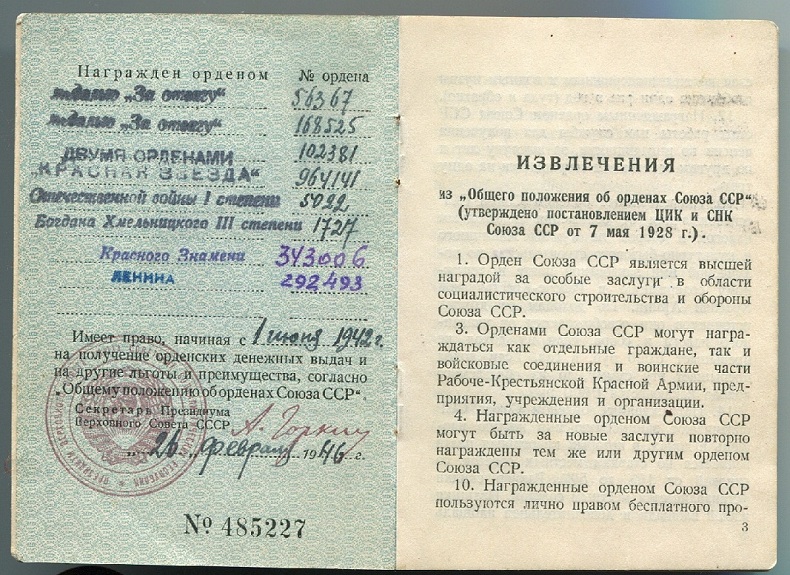 Награжден орденом № ордена
медалью „За отвагу“ 56367
медалью „За отвагу“ 168525
ДВУМЯ ОРДЕНАМИ 102381
„КРАСНАЯ ЗВЕЗДА“ 964141
Отечественной войны I степени 5022
Богдана Хмельницкого III степени 1727
Красного Знамени 343006
ЛЕНИНА 292493
Имеет право, начиная с 1 июня 1942 г.
на получение орденских денежных выдач и
на другие льготы и преимущества, согласно
„Общему положению об орденах Союза ССР“.
Секретарь Президиума
Верховного Совета СССР А. Горкин
„26“ февраля 1946 г.
№ 485227
ИЗВЛЕЧЕНИЯ
из „Общего положения об орденах Союза ССР“
(утверждено постановлением ЦИК и СНК
Союза ССР от 7 мая 1928 г.).
1. Орден Союза ССР является высшей
наградой за особые заслуги в области
социалистического строительства и обороны
Союза ССР.
3. Орденами Союза ССР могут награ-
ждаться как отдельные граждане, так и
войсковые соединения и воинские части
Рабоче-Крестьянской Красной Армии, пред-
приятия, учреждения и организации.
4. Награжденные орденом Союза ССР
могут быть за новые заслуги повторно
награждены тем же или другим орденом
Союза ССР.
10. Награжденные орденом Союза ССР
пользуются лично правом бесплатного про-
3